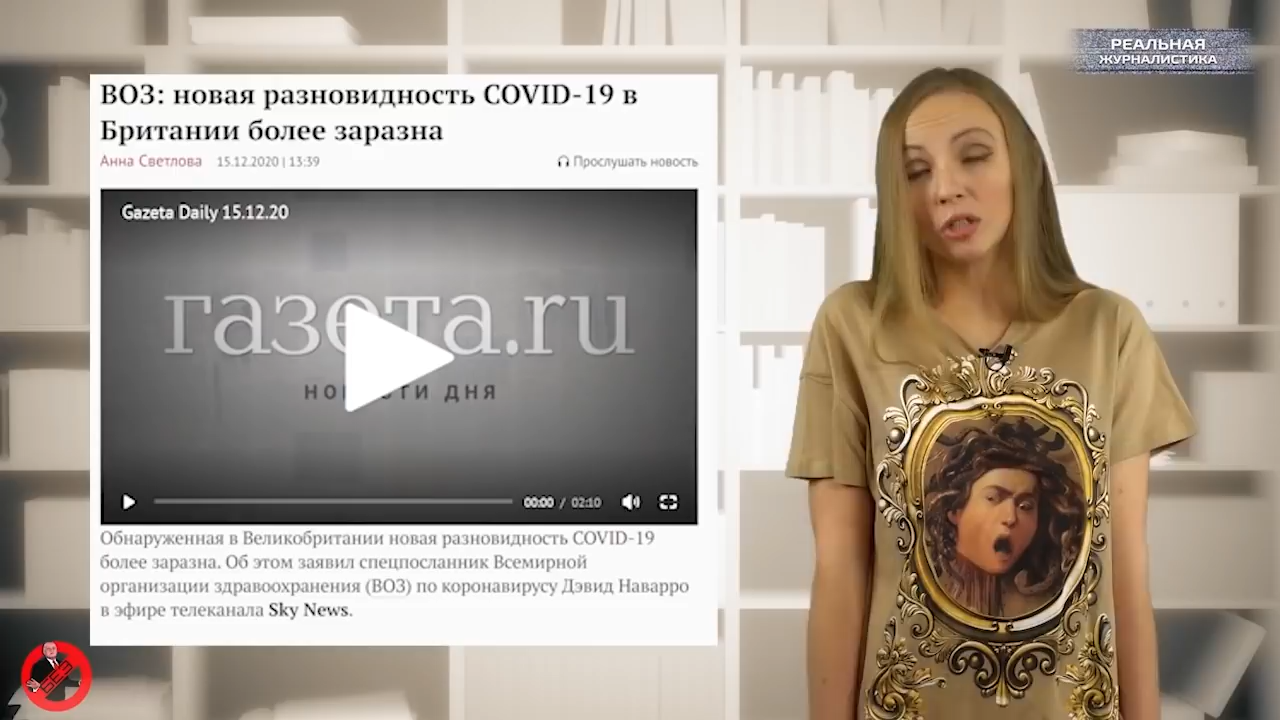 РЕАЛЬНАЯ
ЖУРНАЛИСТИКА
ВОЗ: новая разновидность COVID-19 в
Британии более заразна
Анна Светлова 15.12.2020 | 13:39 Прослушать новость
Gazeta Daily 15.12.20
газета.ru
НОВОСТИ ДНЯ
00:00 / 02:10
Обнаруженная в Великобритании новая разновидность COVID-19
более заразна. Об этом заявил спецпосланник Всемирной
организации здравоохранения (ВОЗ) по коронавирусу Дэвид Наварро
в эфире телеканала Sky News.
БЕЗ